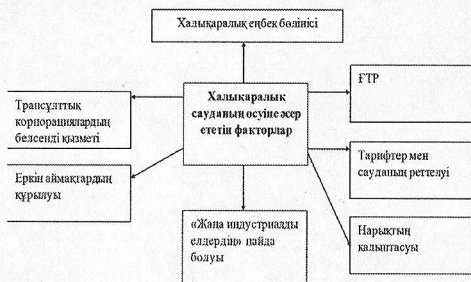 Халықаралық еңбек бөлінісі
ҒТР
Трансұлттық
корпорациялардың
белсенді қызметі
Халықаралық
сауданың өсуіне әсер
ететін факторлар
Тарифтер мен
сауданың реттелуі
Еркін аймақтардың
құрылуы
«Жаңа индустриалды
елдердің» пайда
болуы
Нарықтың
қалыптасуы